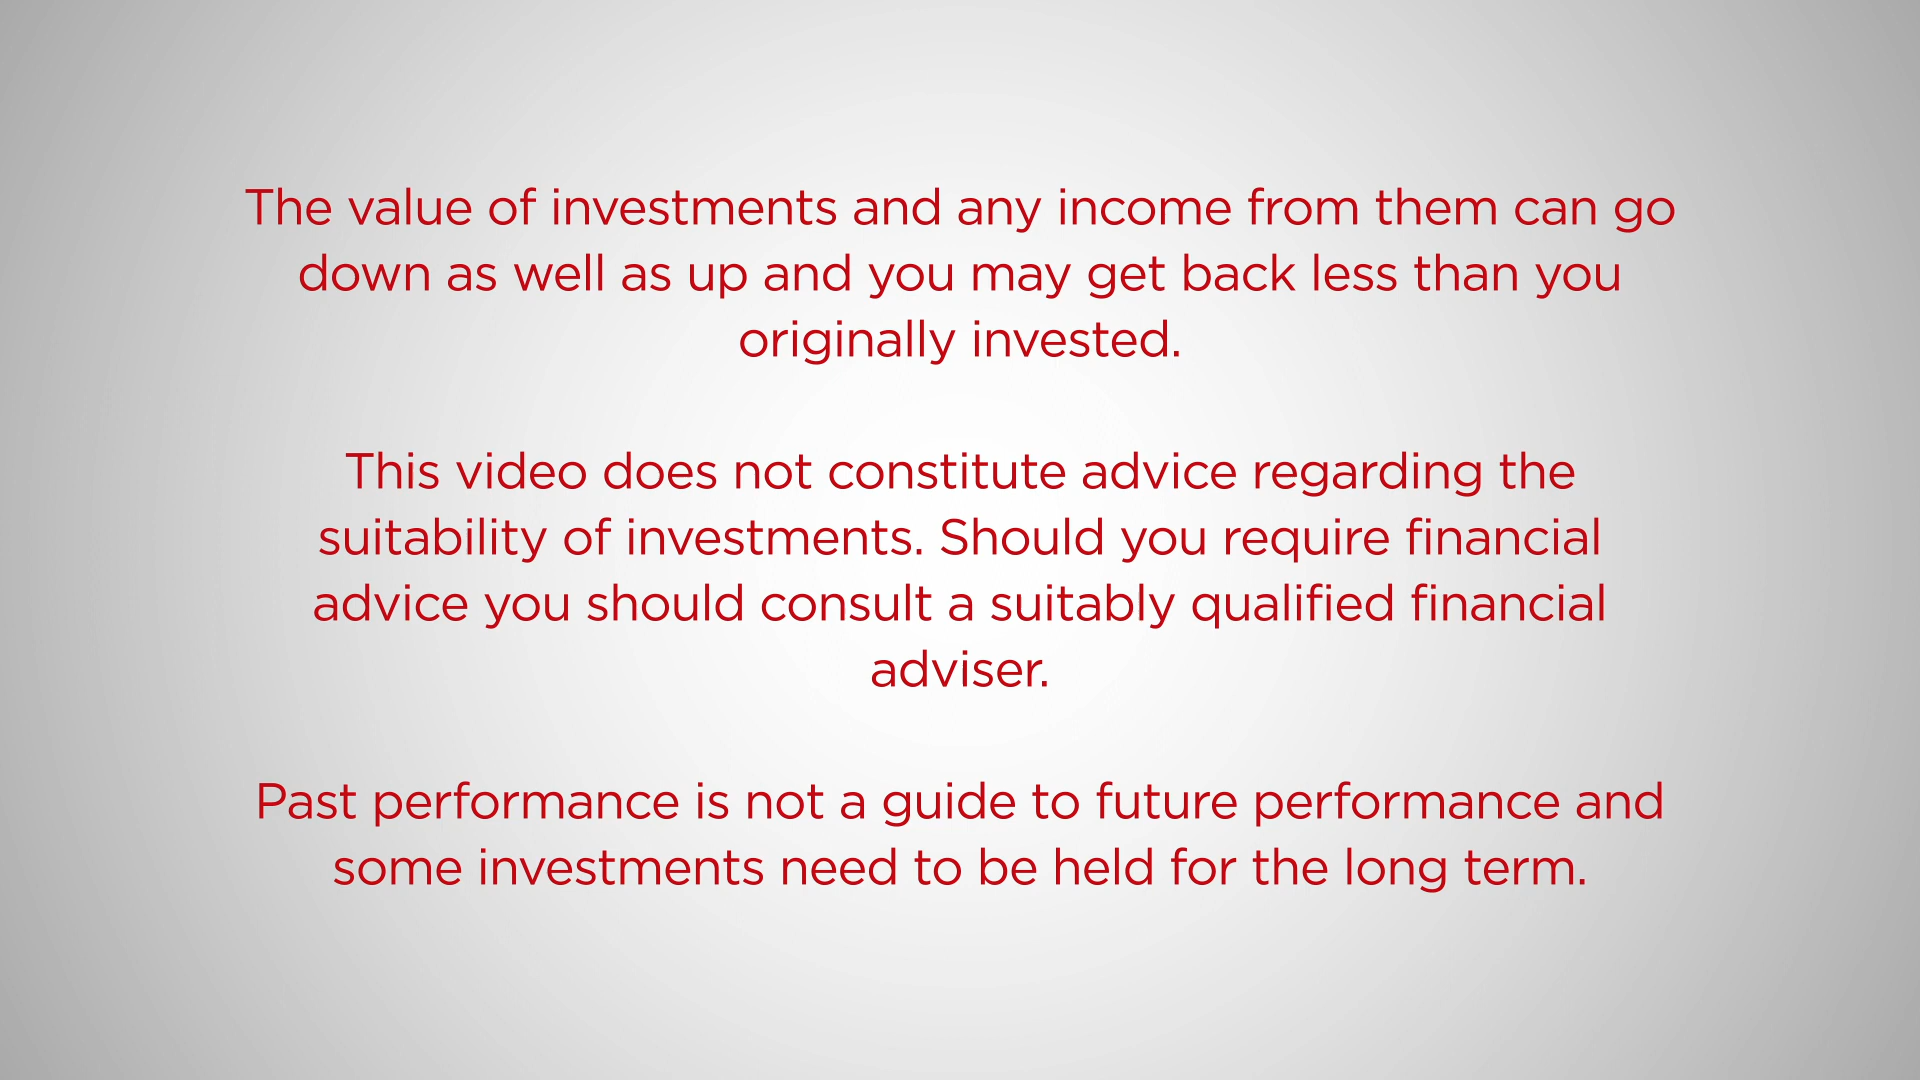 The value of investments and any income from them can go
down as well as up and you may get back less than you
originally invested.
This video does not constitute advice regarding the
suitability of investments. Should you require financial
advice you should consult a suitably qualified financial
adviser.
Past performance is not a guide to future performance and
some investments need to be held for the long term.